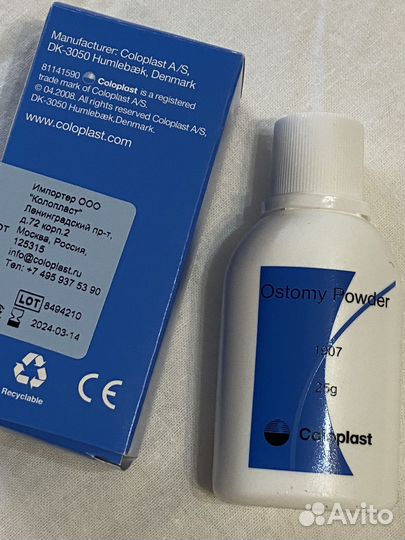 Manufacturer: Coloplast A/S,
DK-3050 Humlebæk, Denmark
81141590 Coloplast is a registered
trade mark of Coloplast A/S.
© 04.2008. All rights reserved Coloplast A/S,
DK-3050 Humlebæk, Denmark.
www.coloplast.com
Импортер ООО
"Колопласт"
Ленинградский пр-т,
д.72 корп.2
Москва, Россия,
125315
info@coloplast.ru
Тел: +7 495 937 53 90
LOT 8494210
2024-03-14
Recyclable
CE
Ostomy Powder
1907
25g
Coloplast
Avito